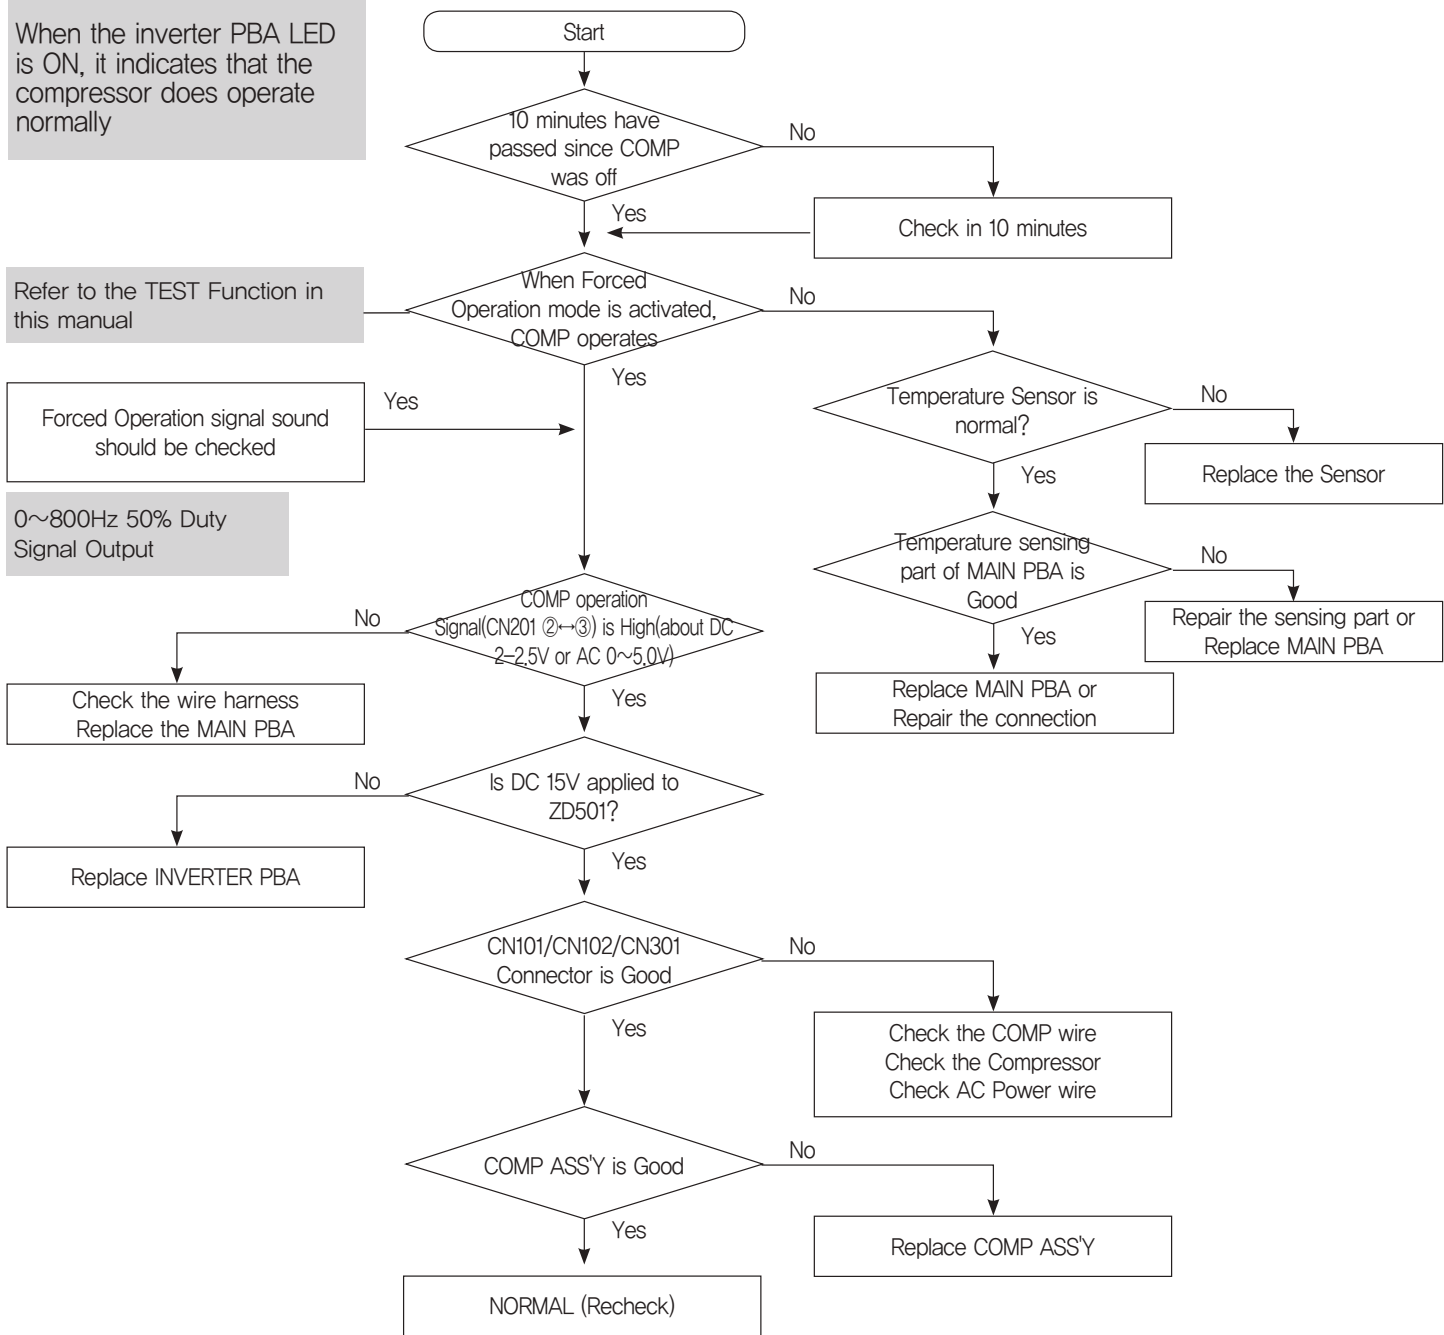 When the inverter PBA LED
is ON, it indicates that the
compressor does operate
normally
Start
10 minutes have
passed since COMP
was off
No
Yes
Check in 10 minutes
Refer to the TEST Function in
this manual
When Forced
Operation mode is activated,
COMP operates
No
Yes
Forced Operation signal sound
should be checked
Yes
Temperature Sensor is
normal?
No
Yes
Replace the Sensor
0~800Hz 50% Duty
Signal Output
Temperature sensing
part of MAIN PBA is
Good
No
Yes
Repair the sensing part or
Replace MAIN PBA
Replace MAIN PBA or
Repair the connection
COMP operation
Signal(CN201 ②↔③) is High(about DC
2-2.5V or AC 0~5.0V)
No
Yes
Check the wire harness
Replace the MAIN PBA
Is DC 15V applied to
ZD501?
No
Yes
Replace INVERTER PBA
CN101/CN102/CN301
Connector is Good
No
Yes
Check the COMP wire
Check the Compressor
Check AC Power wire
COMP ASS'Y is Good
No
Yes
Replace COMP ASS'Y
NORMAL (Recheck)